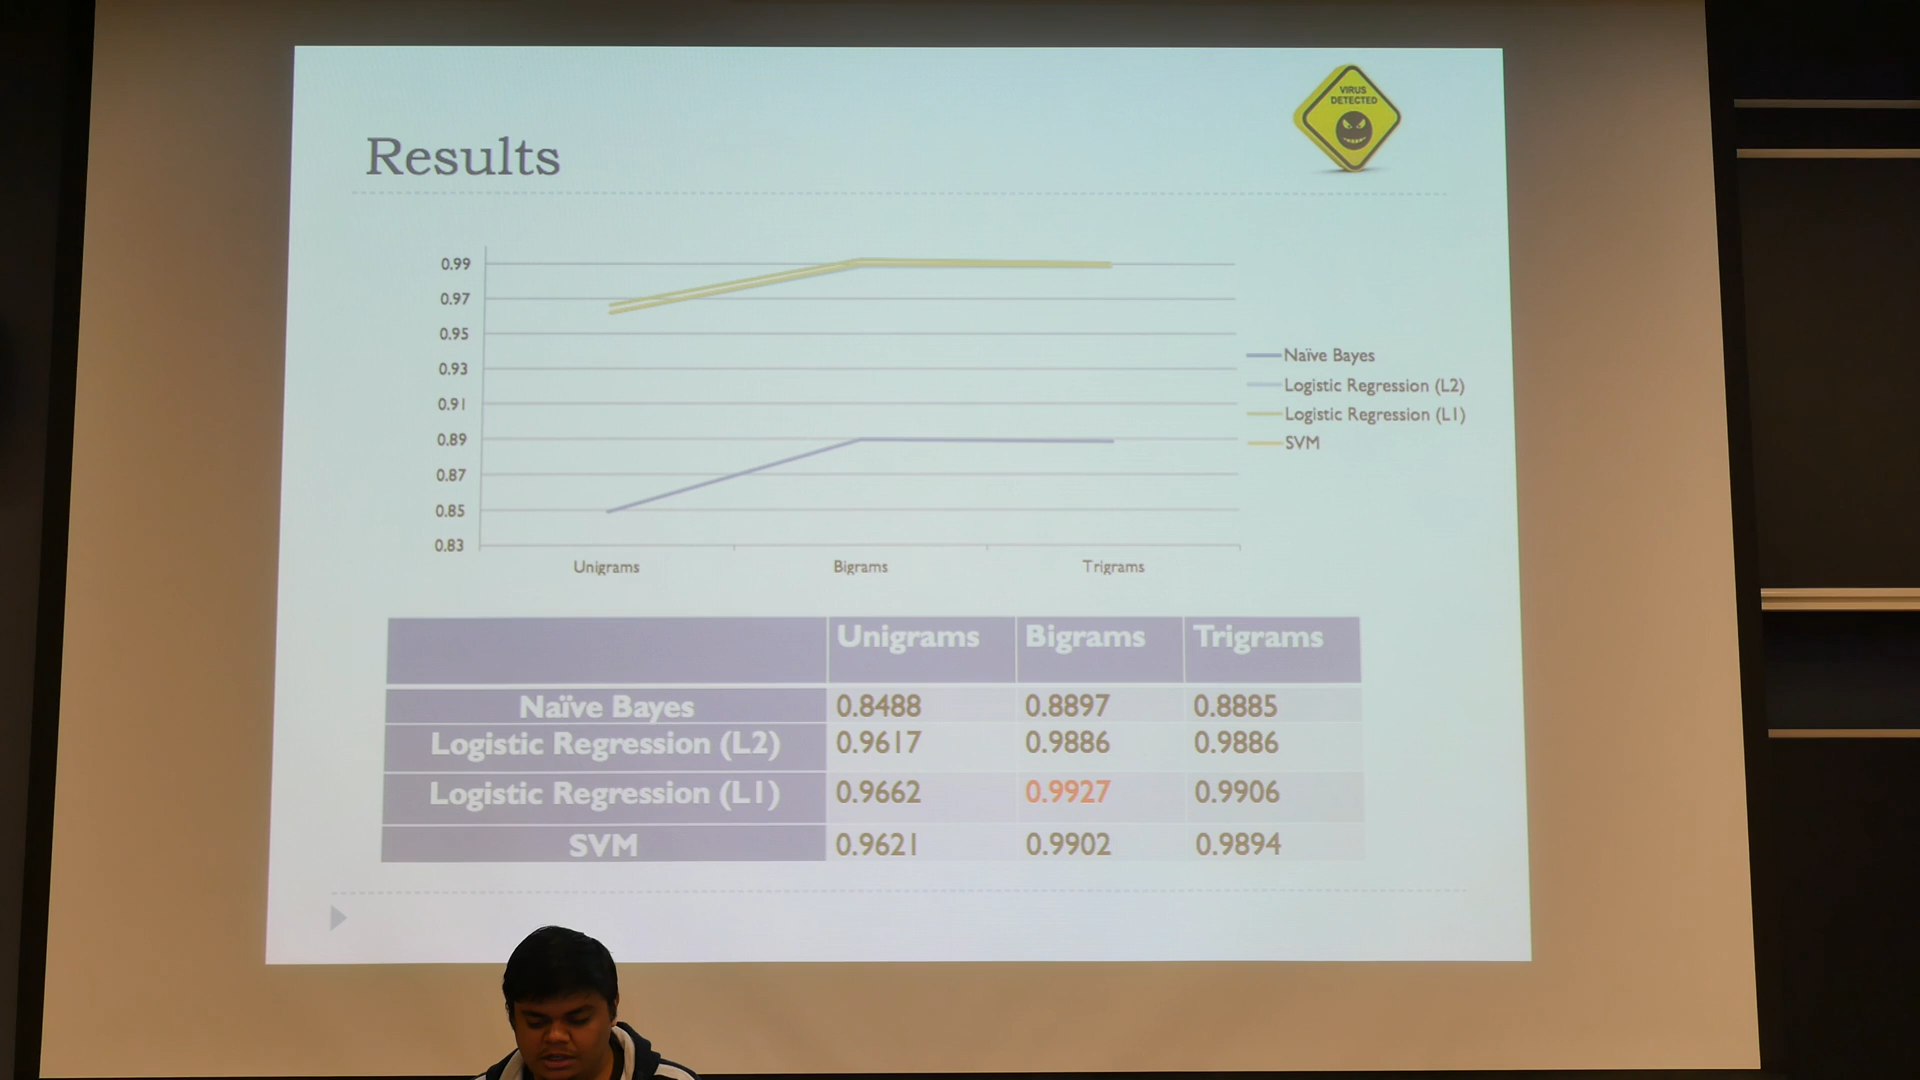 VIRUS
DETECTED
Results
0.99
0.97
0.95
0.93
0.91
0.89
0.87
0.85
0.83
Unigrams Bigrams Trigrams
Naïve Bayes
Logistic Regression (L2)
Logistic Regression (L1)
SVM
Unigrams Bigrams Trigrams
Naïve Bayes 0.8488 0.8897 0.8885
Logistic Regression (L2) 0.9617 0.9886 0.9886
Logistic Regression (L1) 0.9662 0.9927 0.9906
SVM 0.9621 0.9902 0.9894